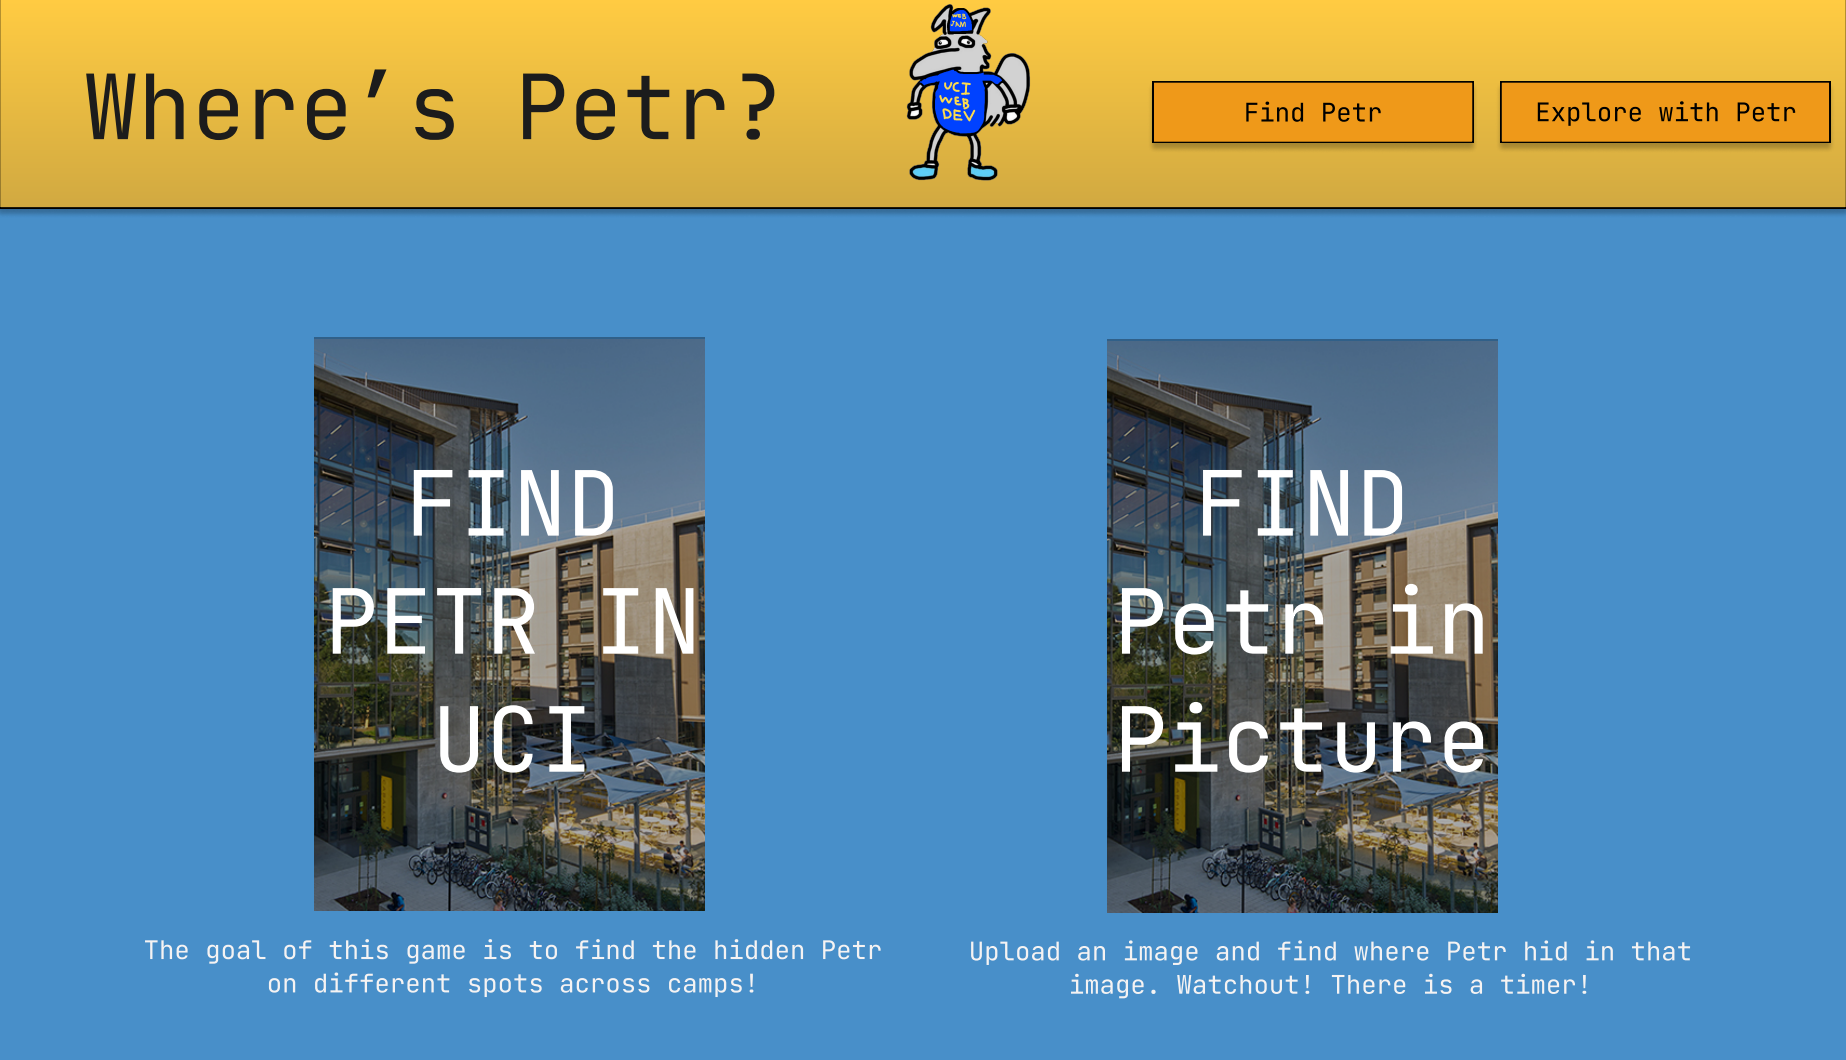 Where's Petr?
WEB
JAM
UCI
WEB
DEV
Find Petr
Explore with Petr
FIND
PETR IN
UCI
FIND
Petr in
Picture
The goal of this game is to find the hidden Petr
on different spots across camps!
Upload an image and find where Petr hid in that
image. Watchout! There is a timer!